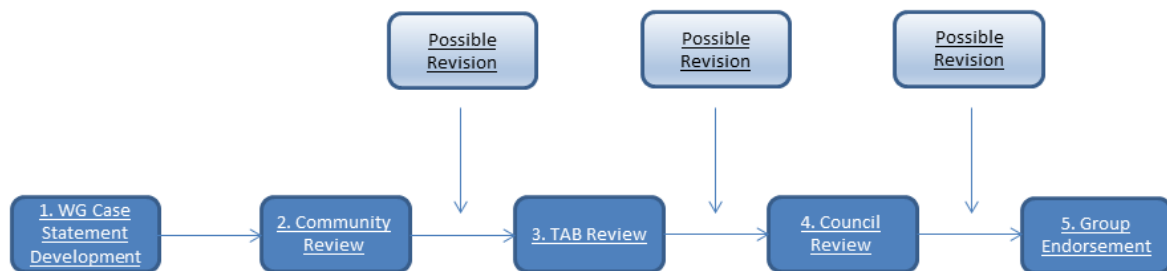 Possible
Revision
Possible
Revision
Possible
Revision
1. WG Case
Statement
Development
2. Community
Review
3. TAB Review
4. Council
Review
5. Group
Endorsement